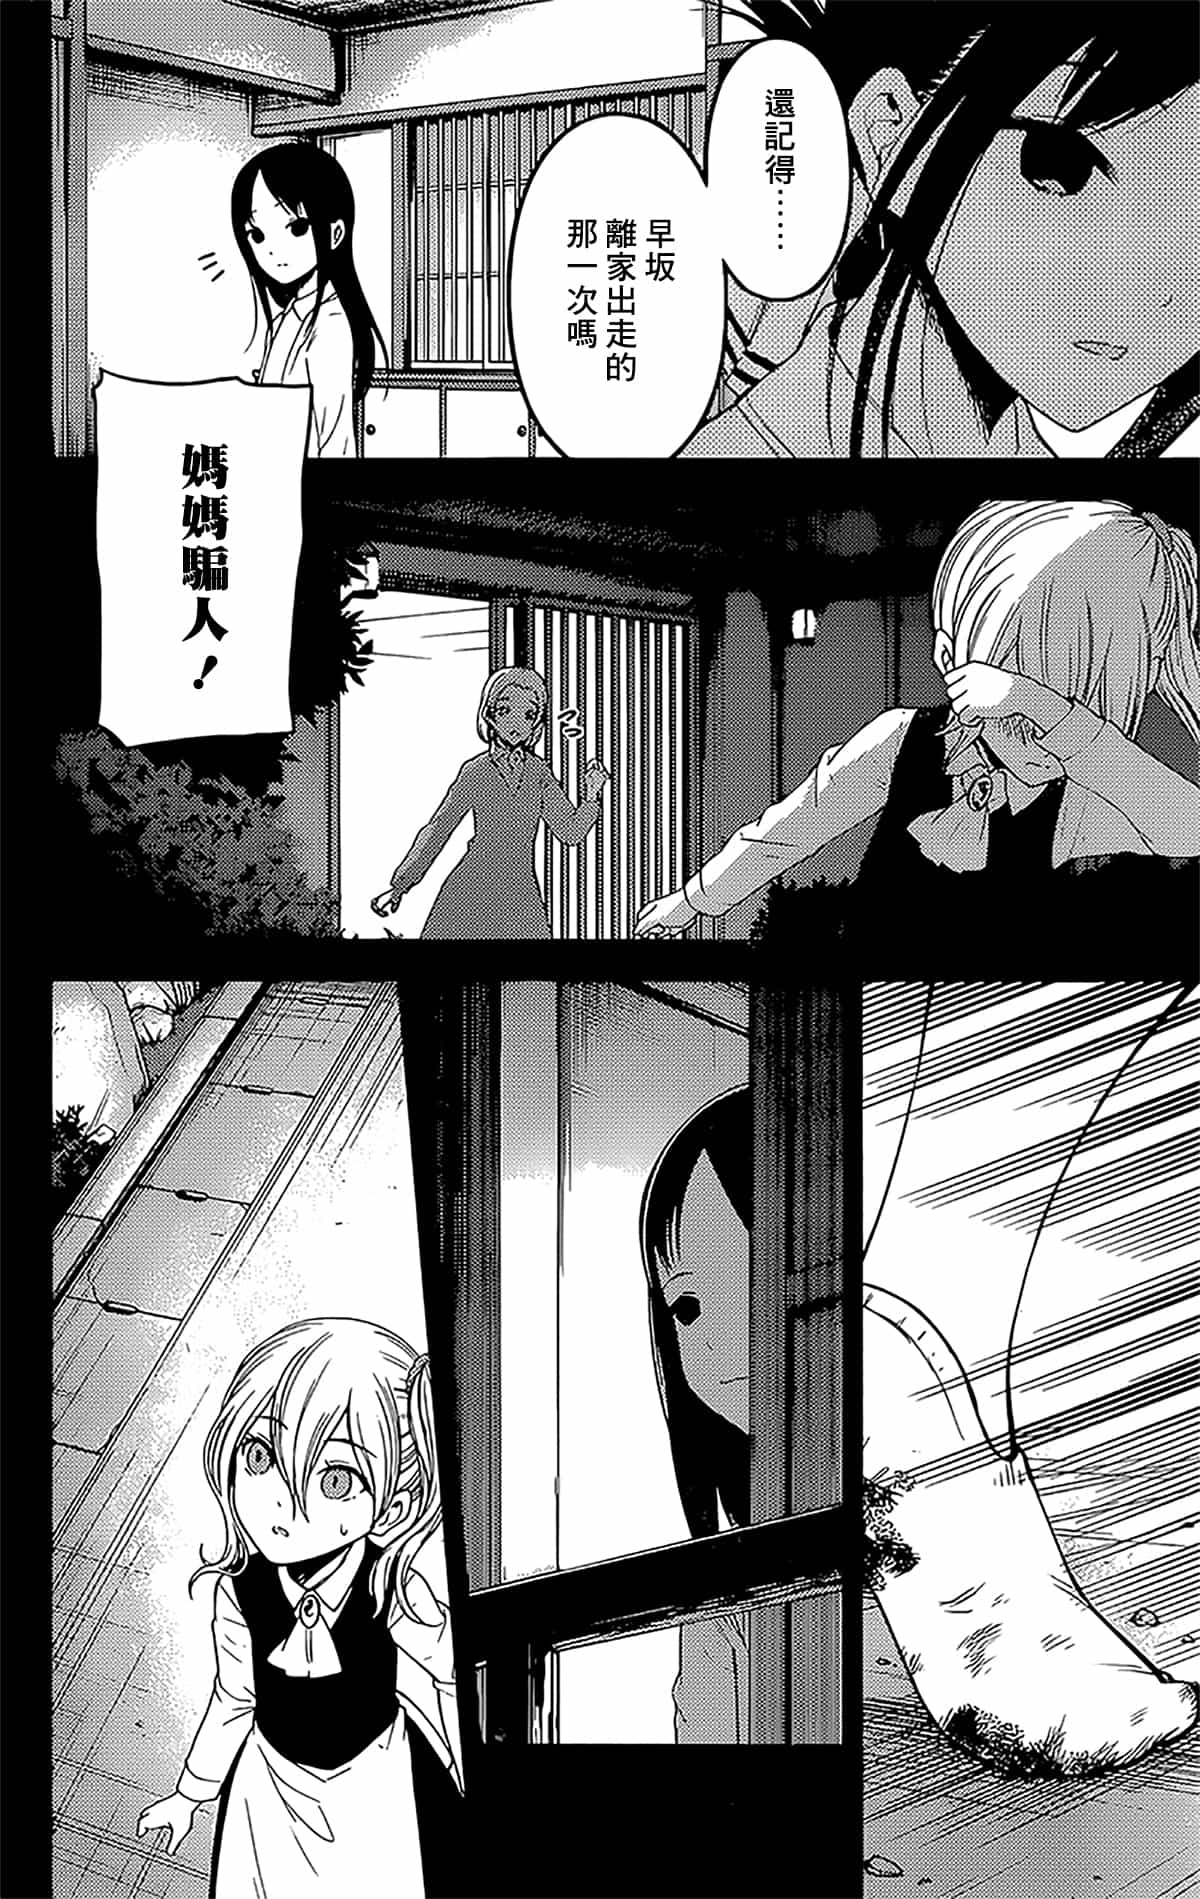 還記得……
早坂
離家出走的
那一次嗎
媽媽騙人！